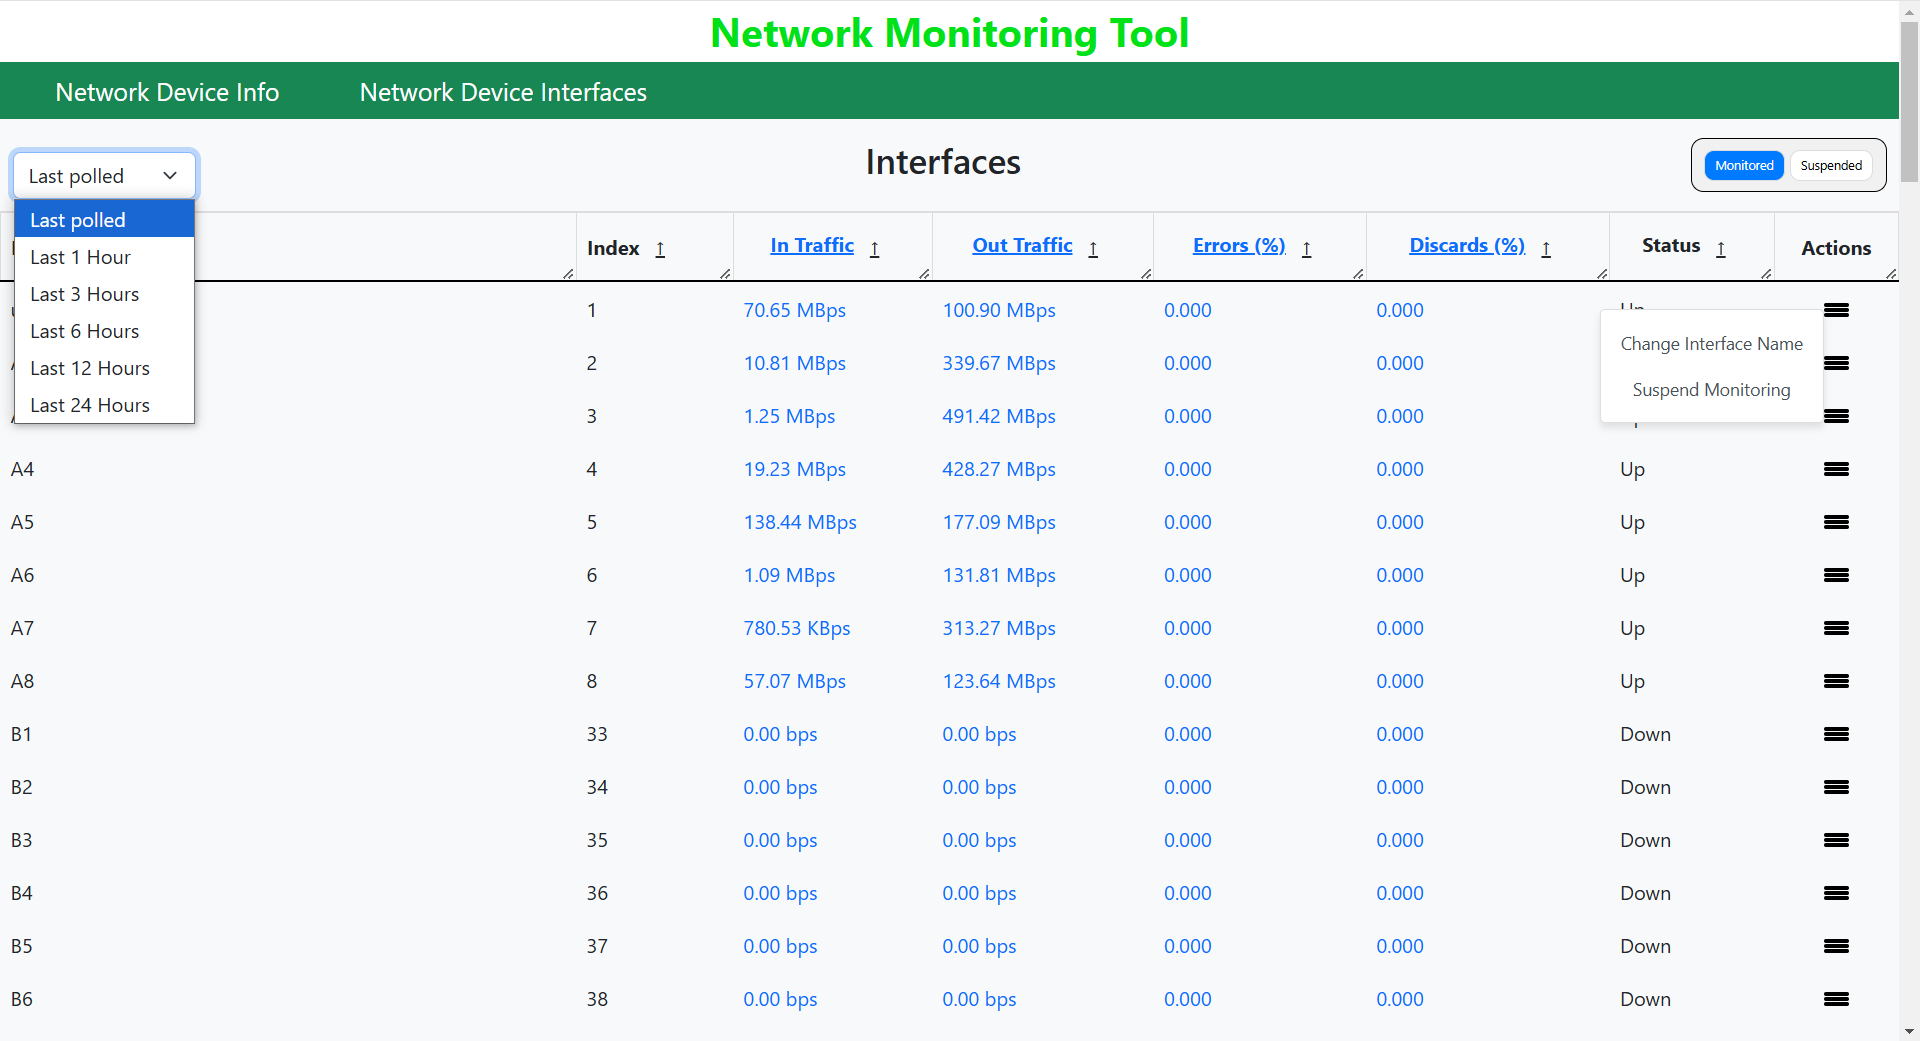 Network Monitoring Tool
Network Device Info Network Device Interfaces
Last polled Interfaces Monitored Suspended
Last polled
Last 1 Hour
Last 3 Hours
Last 6 Hours
Last 12 Hours
Last 24 Hours
Index ↑ In Traffic ↑ Out Traffic ↑ Errors (%) ↑ Discards (%) ↑ Status ↑ Actions
1 70.65 MBps 100.90 MBps 0.000 0.000 Up
2 10.81 MBps 339.67 MBps 0.000 0.000
3 1.25 MBps 491.42 MBps 0.000 0.000
Change Interface Name
Suspend Monitoring
A4 4 19.23 MBps 428.27 MBps 0.000 0.000 Up
A5 5 138.44 MBps 177.09 MBps 0.000 0.000 Up
A6 6 1.09 MBps 131.81 MBps 0.000 0.000 Up
A7 7 780.53 KBps 313.27 MBps 0.000 0.000 Up
A8 8 57.07 MBps 123.64 MBps 0.000 0.000 Up
B1 33 0.00 bps 0.00 bps 0.000 0.000 Down
B2 34 0.00 bps 0.00 bps 0.000 0.000 Down
B3 35 0.00 bps 0.00 bps 0.000 0.000 Down
B4 36 0.00 bps 0.00 bps 0.000 0.000 Down
B5 37 0.00 bps 0.00 bps 0.000 0.000 Down
B6 38 0.00 bps 0.00 bps 0.000 0.000 Down